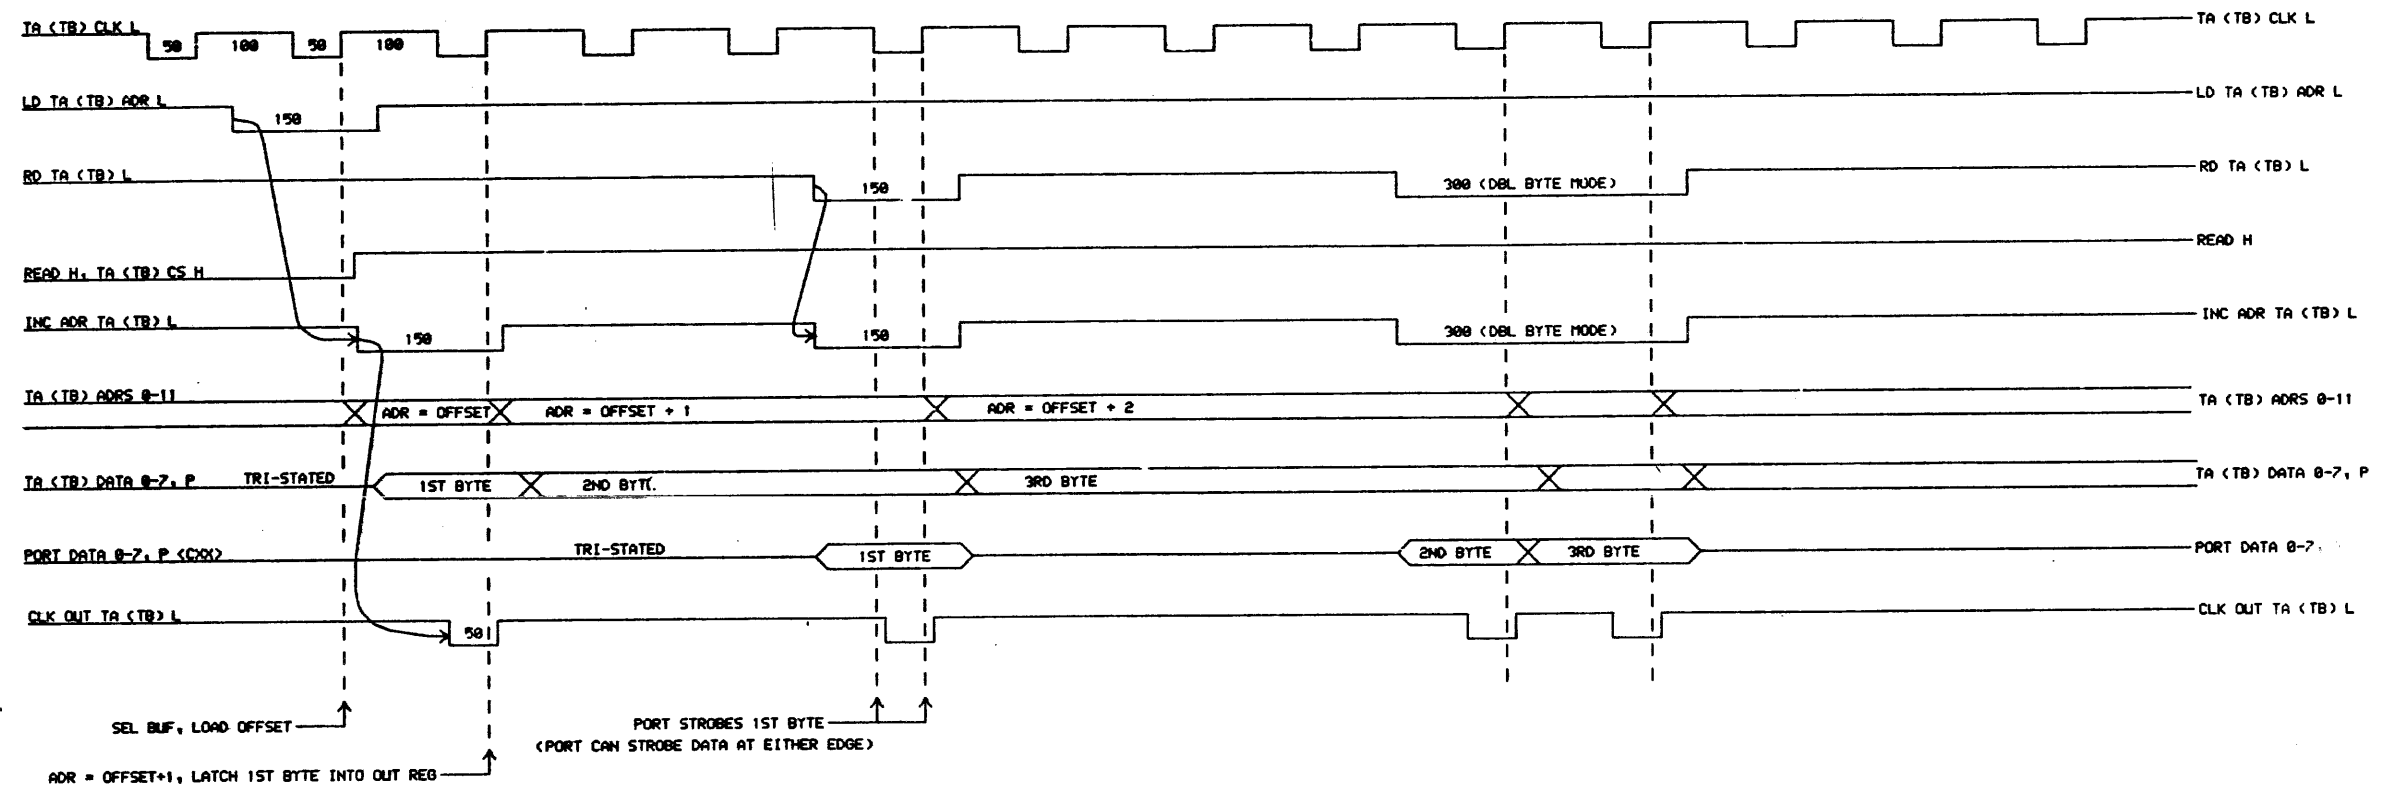 TA (TB) CLK L
50
100
50
100
TA (TB) CLK L
LD TA (TB) ADR L
150
LD TA (TB) ADR L
RD TA (TB) L
150
300 (DBL BYTE MODE)
RD TA (TB) L
READ H, TA (TB) CS H
READ H
INC ADR TA (TB) L
150
150
300 (DBL BYTE MODE)
INC ADR TA (TB) L
TA (TB) ADRS 0-11
ADR = OFFSET
ADR = OFFSET + 1
ADR = OFFSET + 2
TA (TB) ADRS 0-11
TA (TB) DATA 0-7, P
TRI-STATED
1ST BYTE
2ND BYTE
3RD BYTE
TA (TB) DATA 0-7, P
PORT DATA 0-7, P (CXX)
TRI-STATED
1ST BYTE
2ND BYTE
3RD BYTE
PORT DATA 0-7
CLK OUT TA (TB) L
50
CLK OUT TA (TB) L
SEL BUF, LOAD OFFSET
PORT STROBES 1ST BYTE
(PORT CAN STROBE DATA AT EITHER EDGE)
ADR = OFFSET+1, LATCH 1ST BYTE INTO OUT REG